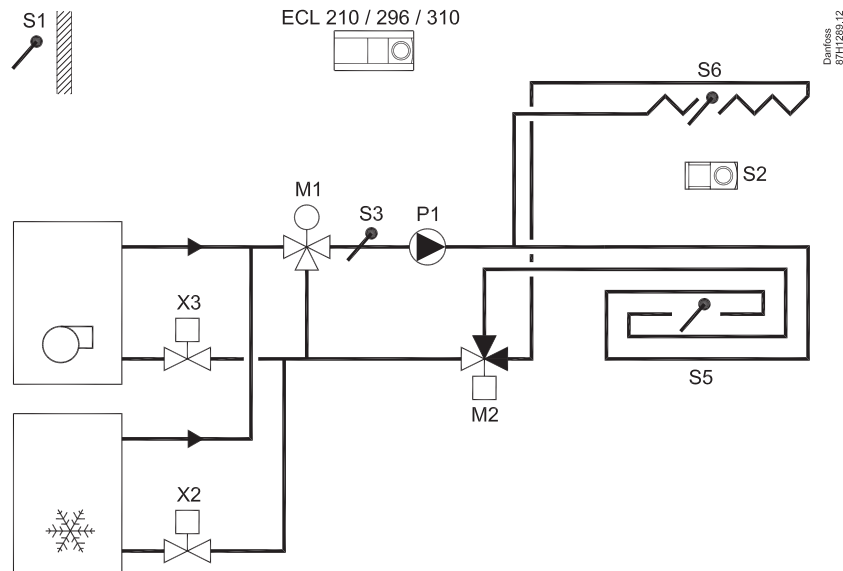 S1
ECL 210 / 296 / 310
Danfoss
87H1289.12
S6
S2
M1
S3
P1
X3
S5
M2
X2